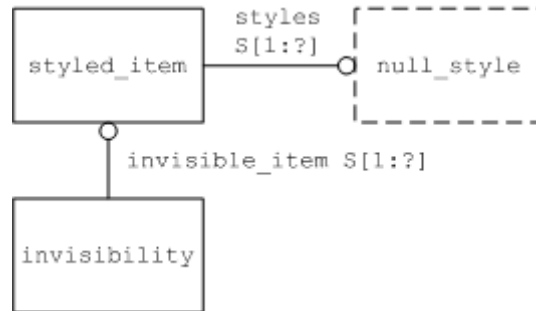 styles
S[1:?]
styled_item
null_style
invisible_item S[1:?]
invisibility